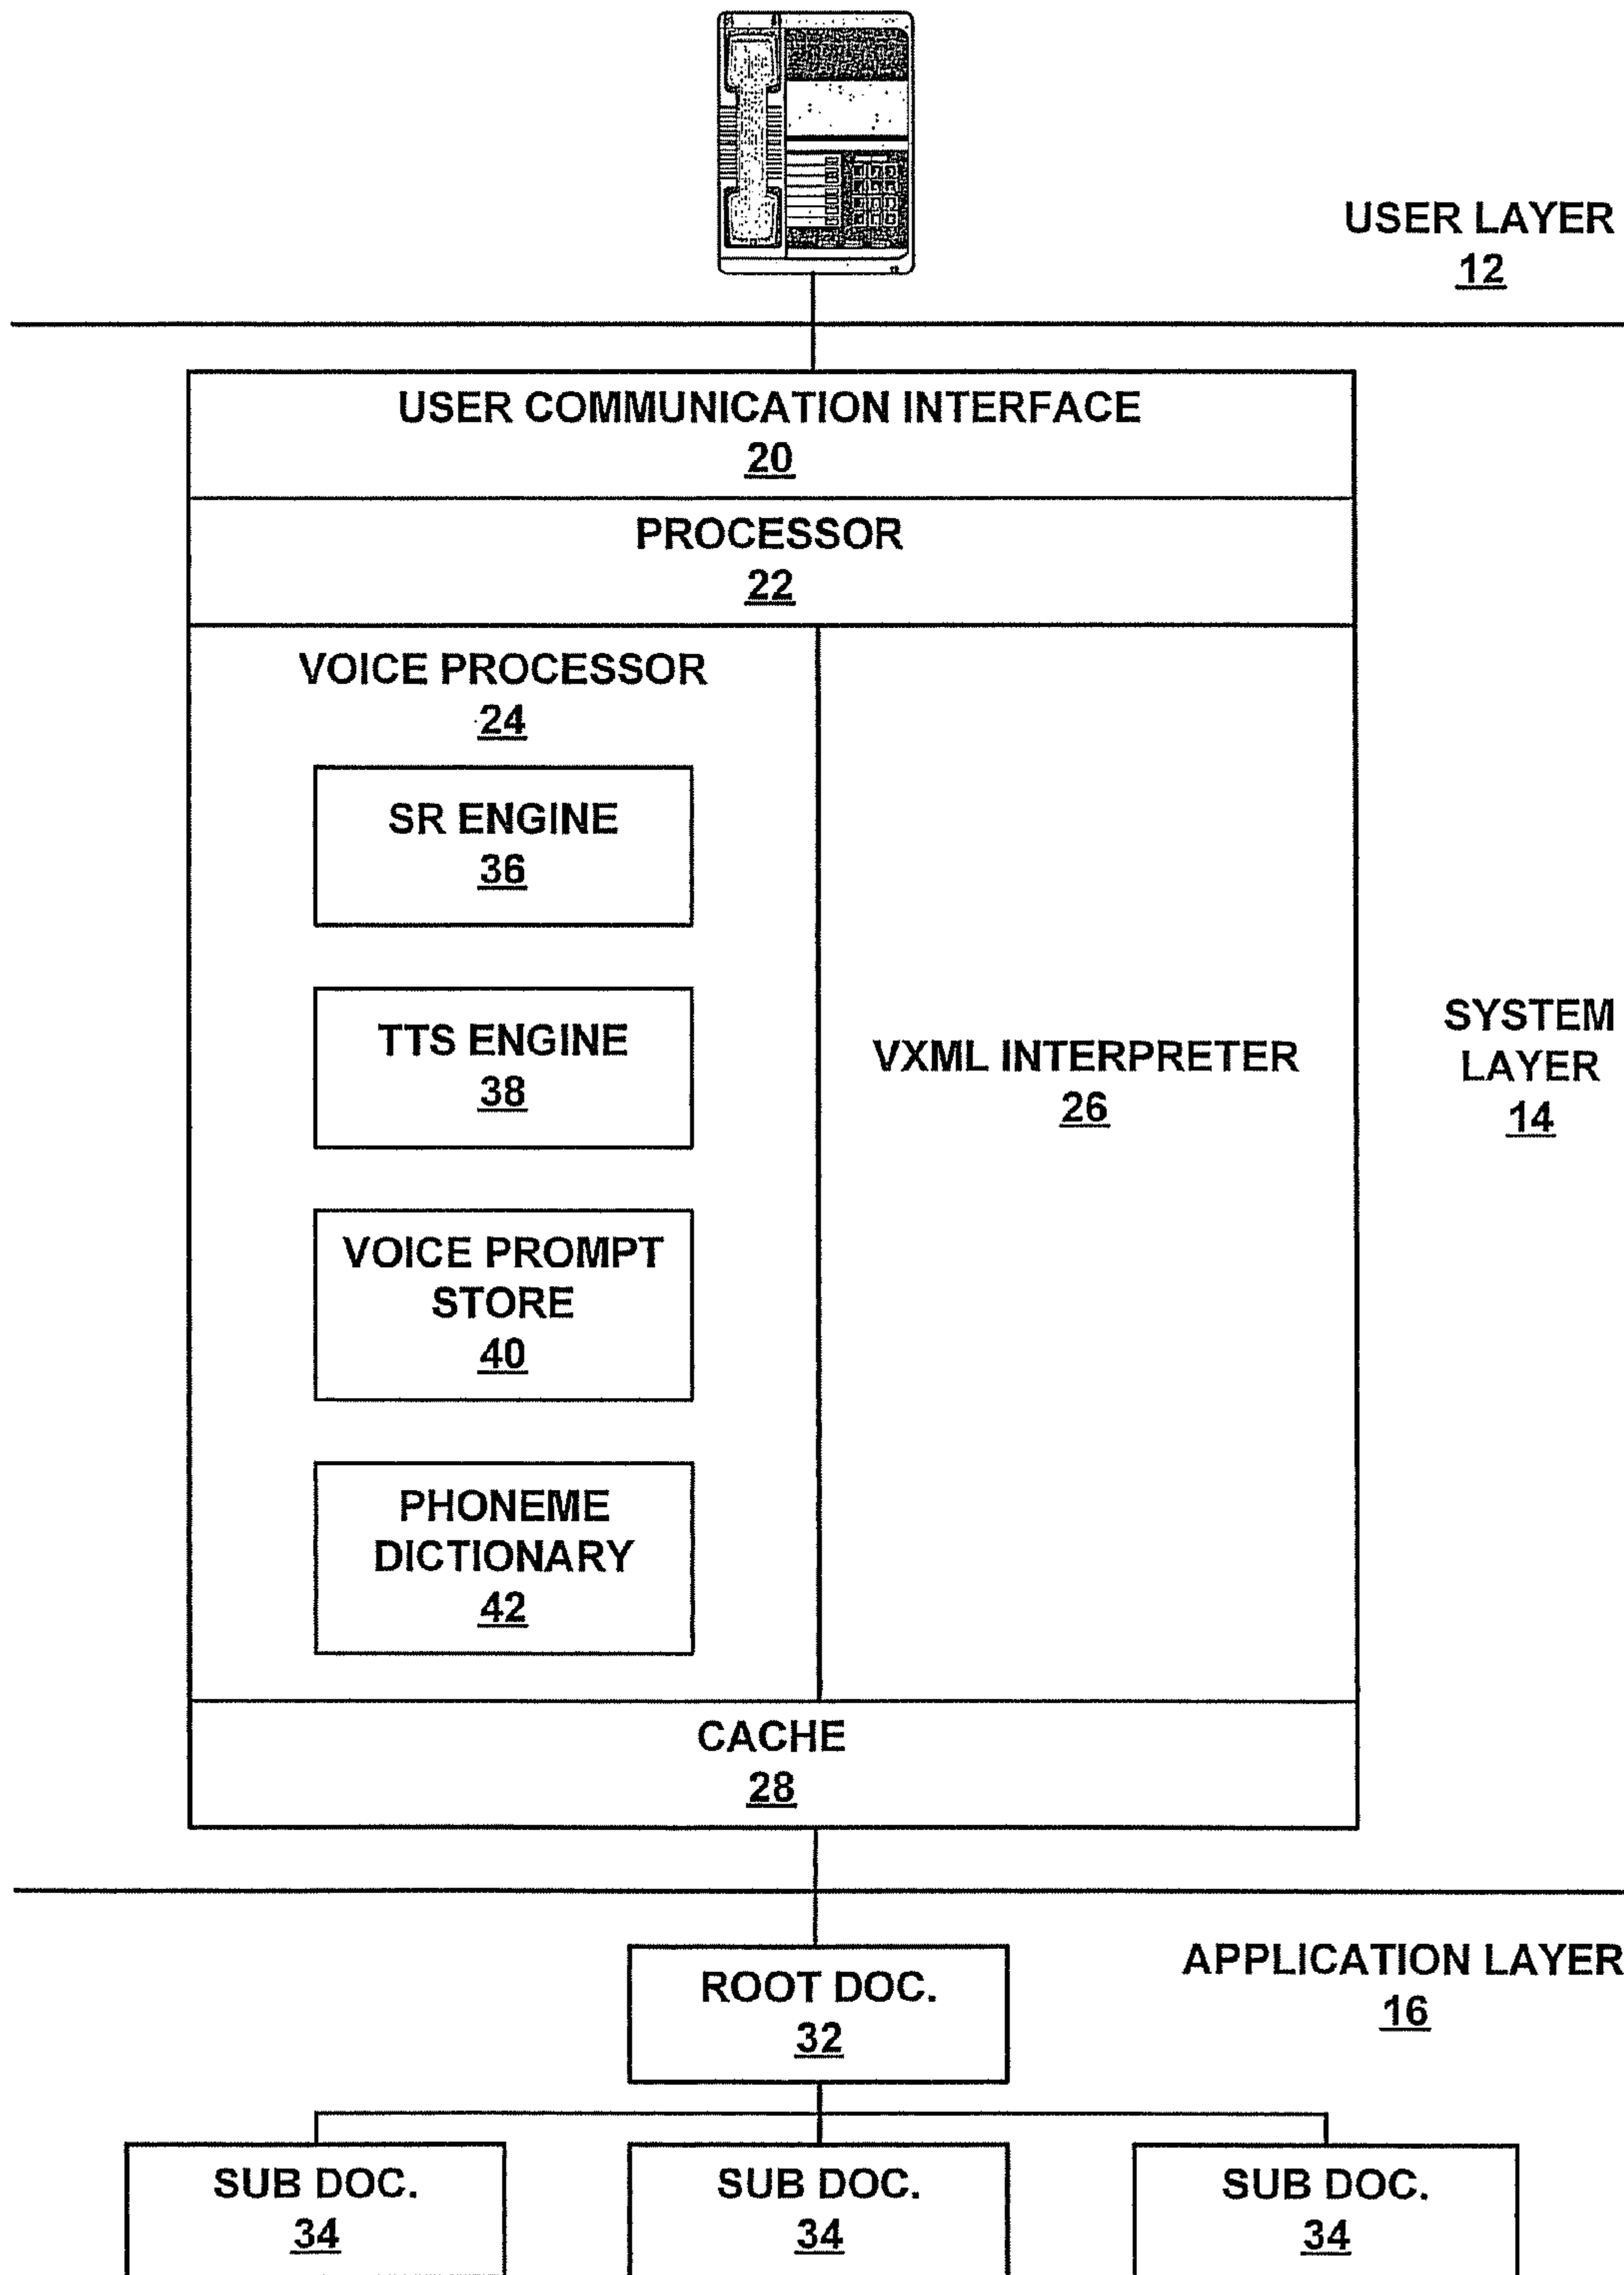 USER LAYER
12
USER COMMUNICATION INTERFACE
20
PROCESSOR
22
VOICE PROCESSOR
24
SR ENGINE
36
TTS ENGINE
38
VOICE PROMPT
STORE
40
PHONEME
DICTIONARY
42
VXML INTERPRETER
26
SYSTEM
LAYER
14
CACHE
28
APPLICATION LAYER
16
ROOT DOC.
32
SUB DOC.
34
SUB DOC.
34
SUB DOC.
34